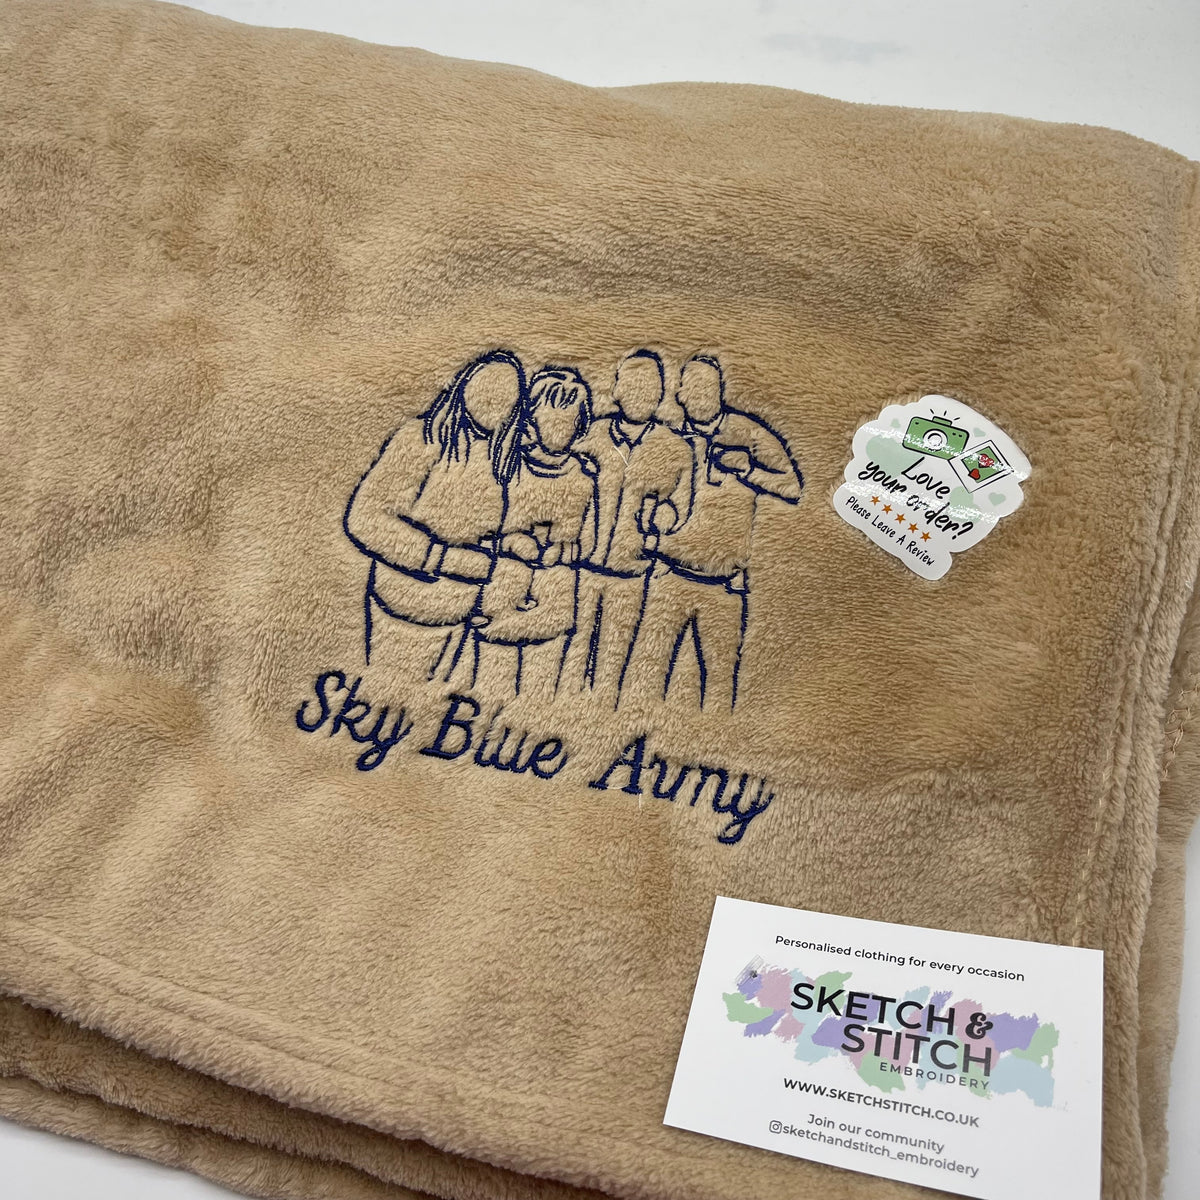 Sky Blue Army
Love
your order?
Please Leave A Review
Personalised clothing for every occasion
SKETCH &
STITCH
EMBROIDERY
WWW.SKETCHSTITCH.CO.UK
Join our community
sketchandstitch_embroidery